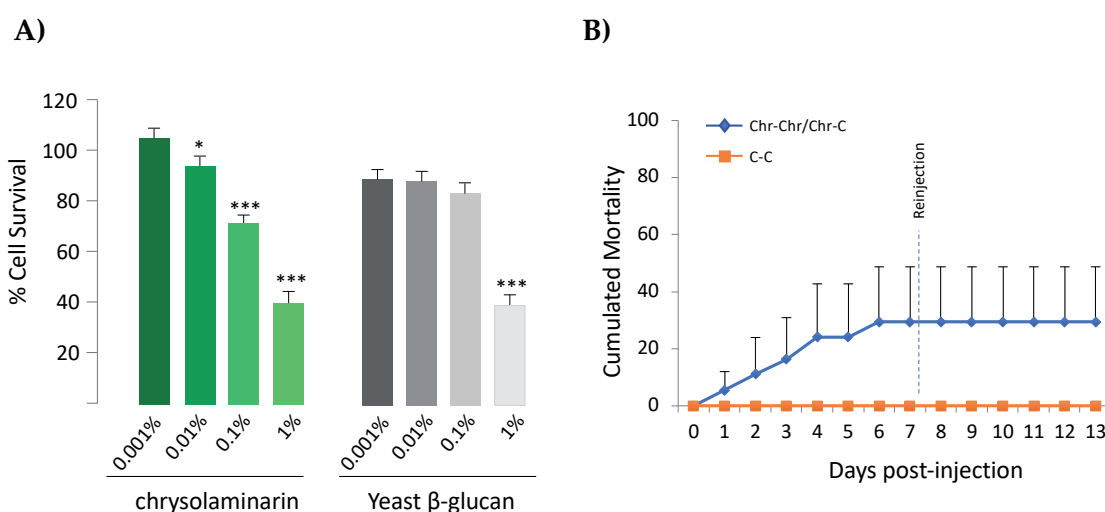 A)
% Cell Survival
120
100
80
60
40
20
*
***
***
***
0.001%
0.01%
0.1%
1%
0.001%
0.01%
0.1%
1%
chrysolaminarin
Yeast β-glucan
B)
Cumulated Mortality
100
80
60
40
20
0
Chr-Chr/Chr-C
C-C
Reinjection
0 1 2 3 4 5 6 7 8 9 10 11 12 13
Days post-injection